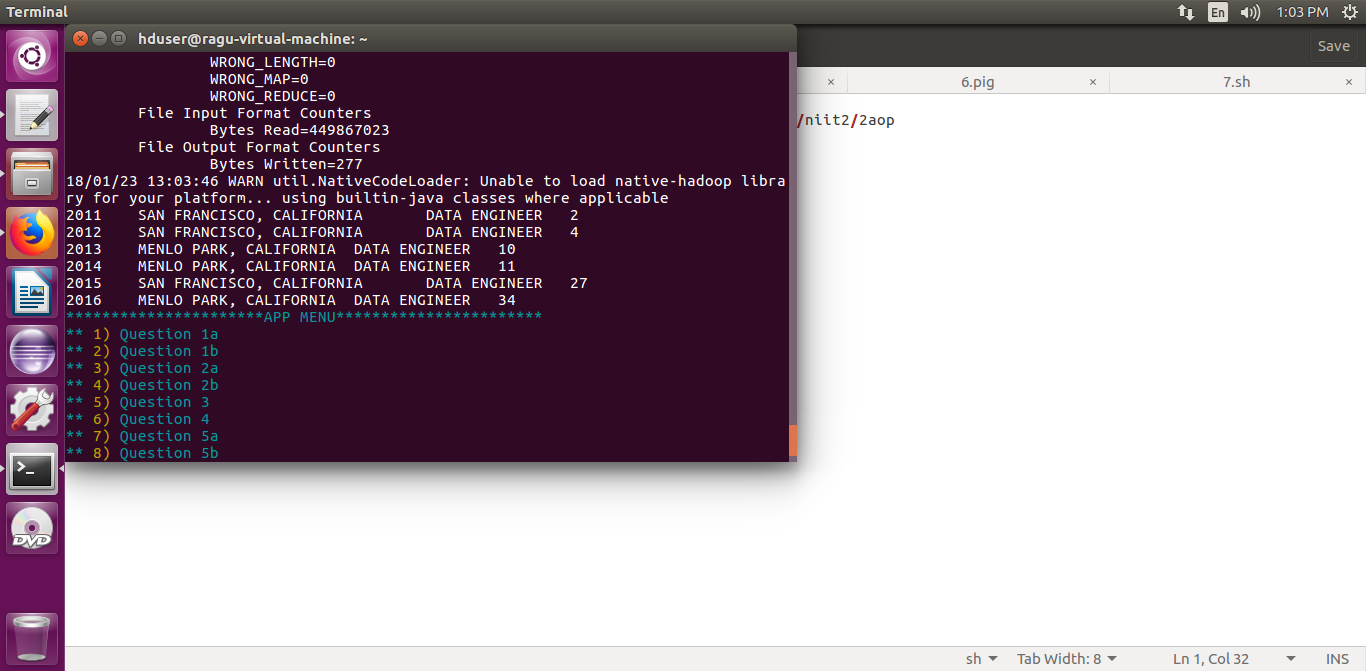 Terminal
En
1:03 PM
hduser@ragu-virtual-machine: ~
Save
6.pig
7.sh
/niit2/2aop
WRONG_LENGTH=0
WRONG_MAP=0
WRONG_REDUCE=0
File Input Format Counters
Bytes Read=449867023
File Output Format Counters
Bytes Written=277
18/01/23 13:03:46 WARN util.NativeCodeLoader: Unable to load native-hadoop libra
ry for your platform... using builtin-java classes where applicable
2011 SAN FRANCISCO, CALIFORNIA DATA ENGINEER 2
2012 SAN FRANCISCO, CALIFORNIA DATA ENGINEER 4
2013 MENLO PARK, CALIFORNIA DATA ENGINEER 10
2014 MENLO PARK, CALIFORNIA DATA ENGINEER 11
2015 SAN FRANCISCO, CALIFORNIA DATA ENGINEER 27
2016 MENLO PARK, CALIFORNIA DATA ENGINEER 34
**********************APP MENU***********************
** 1) Question 1a
** 2) Question 1b
** 3) Question 2a
** 4) Question 2b
** 5) Question 3
** 6) Question 4
** 7) Question 5a
** 8) Question 5b
DVD
sh
Tab Width: 8
Ln 1, Col 32
INS